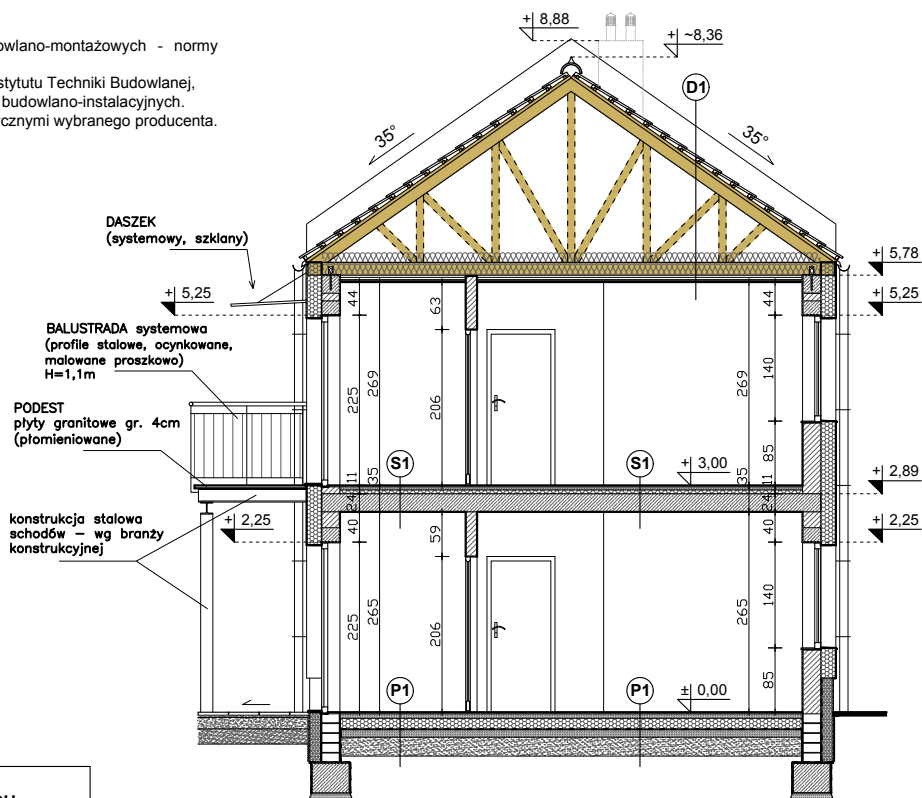 owlano-montażowych - normy
stytutu Techniki Budowlanej,
budowlano-instalacyjnych.
ycznymi wybranego producenta.
+ 8,88
+ ~8,36
D1
35°
35°
DASZEK
(systemowy, szklany)
+ 5,78
+ 5,25
+ 5,25
44
63
44
BALUSTRADA systemowa
(profile stalowe, ocynkowane,
malowane proszkowo)
H=1,1m
225
269
206
269
140
PODEST
płyty granitowe gr. 4cm
(płomieniowane)
S1
S1
+ 3,00
85
+ 2,89
11
35
35
11
24
24
konstrukcja stalowa
schodów – wg branży
konstrukcyjnej
+ 2,25
40
59
40
+ 2,25
225
265
206
265
140
P1
P1
± 0,00
85